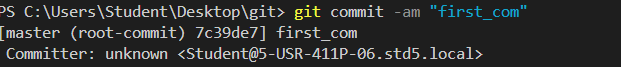 PS C:\Users\Student\Desktop\git> git commit -am "first_com"
[master (root-commit) 7c39de7] first_com
Committer: unknown <Student@5-USR-411P-06.std5.local>